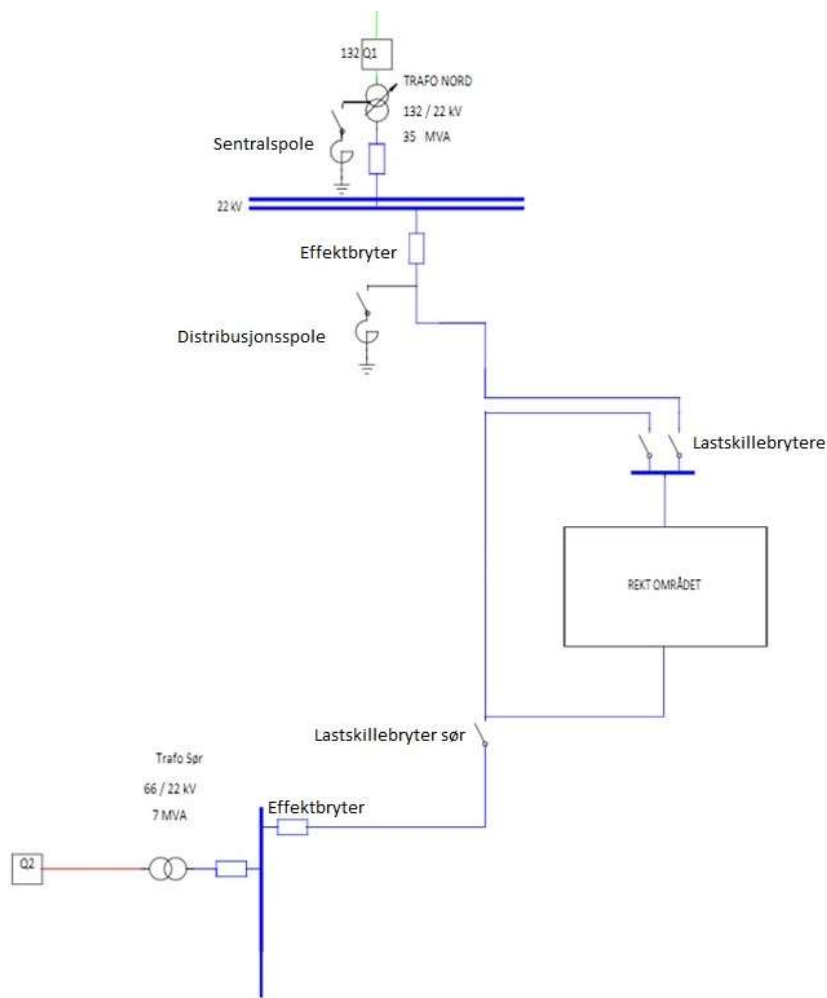 132 Q1
TRAFO NORD
132 / 22 kV
35 MVA
Sentralspole
22 kV
Effektbryter
Distribusjonsspole
Lastskillebrytere
REKT OMRÅDET
Lastskillebryter sør
Trafo Sør
66 / 22 kV
7 MVA
Effektbryter
Q2